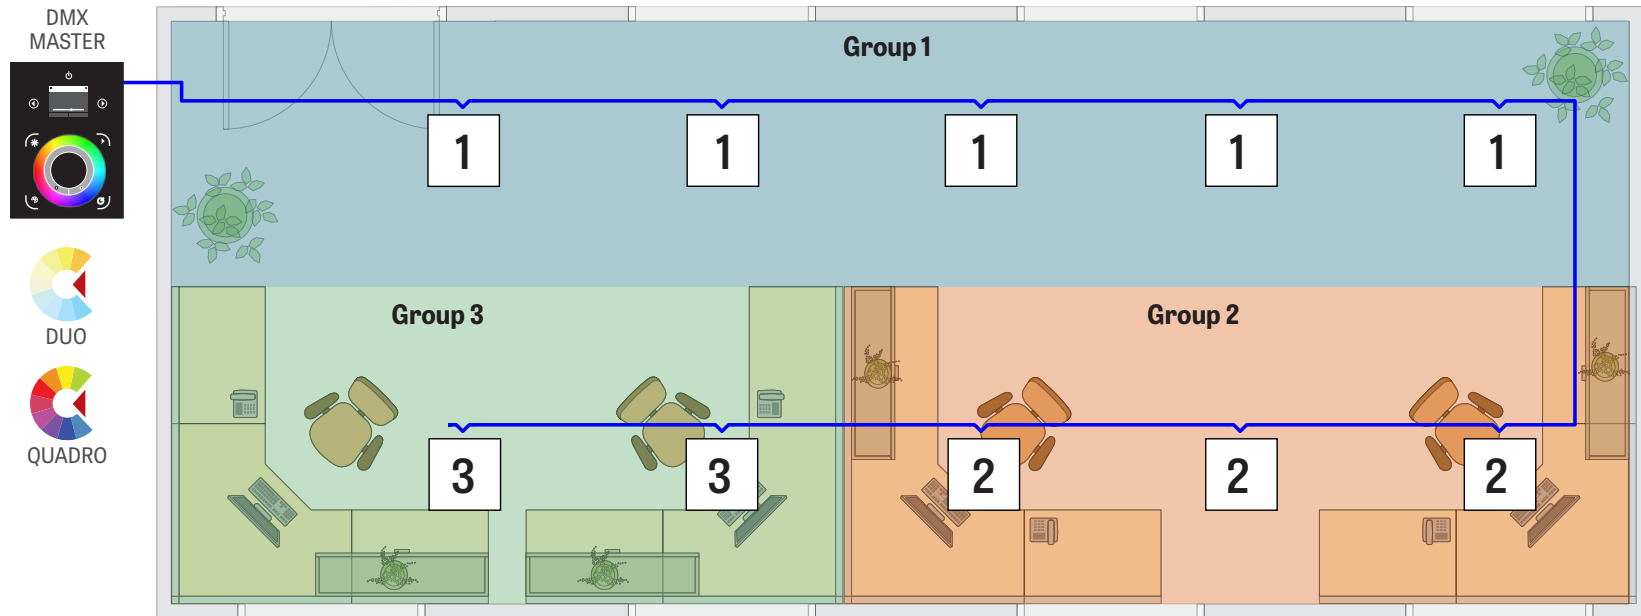 DMX
MASTER
Group 1
1 1 1 1 1
DUO
QUADRO
Group 3
Group 2
3 3 2 2 2